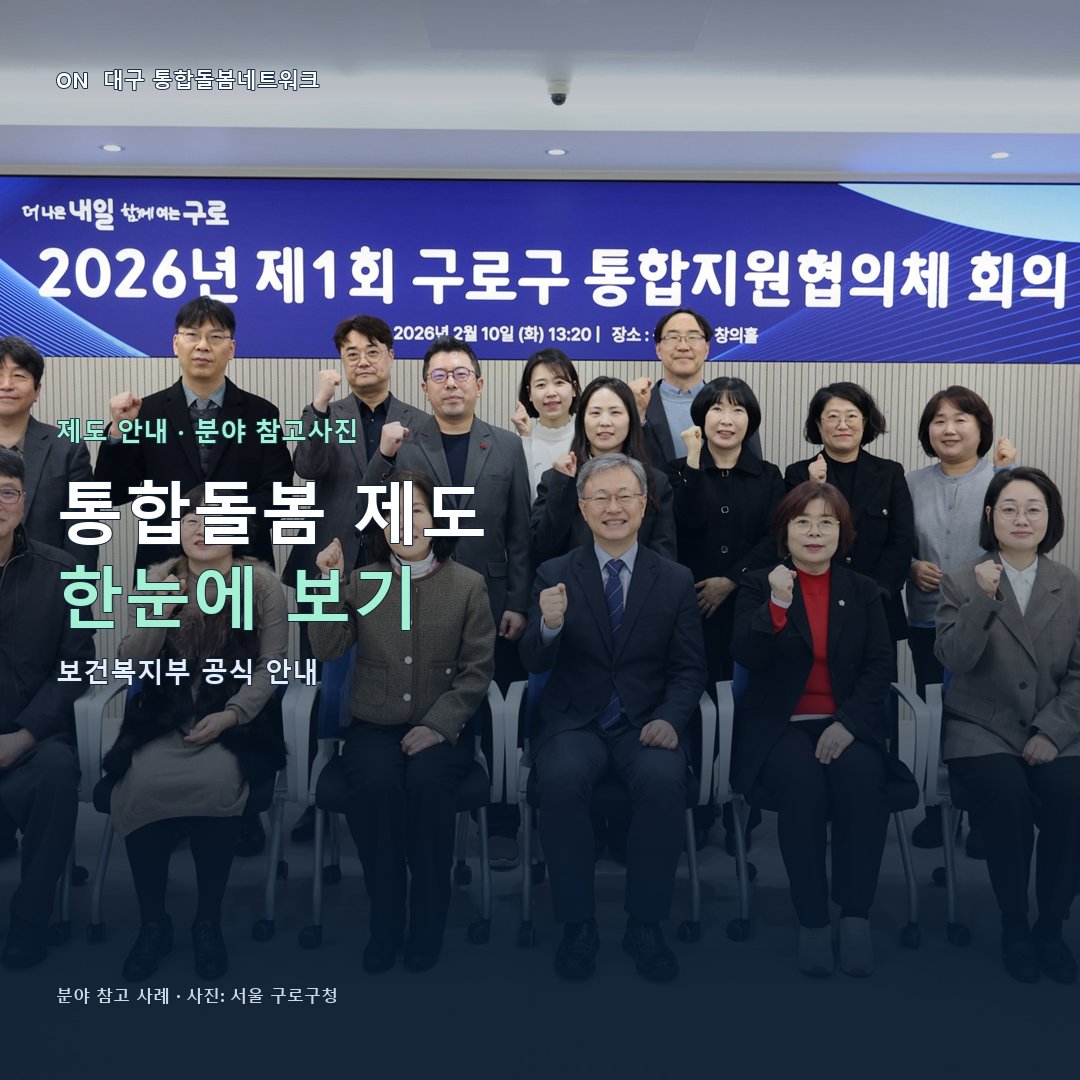 ON 대구 통합돌봄네트워크
더 나은 내일 함께 여는 구로
2026년 제1회 구로구 통합지원협의체 회의
2026년 2월 10일 (화) 13:20 | 장소 : 창의홀
제도 안내 · 분야 참고사진
통합돌봄 제도
한눈에 보기
보건복지부 공식 안내
분야 참고 사례 · 사진: 서울 구로구청